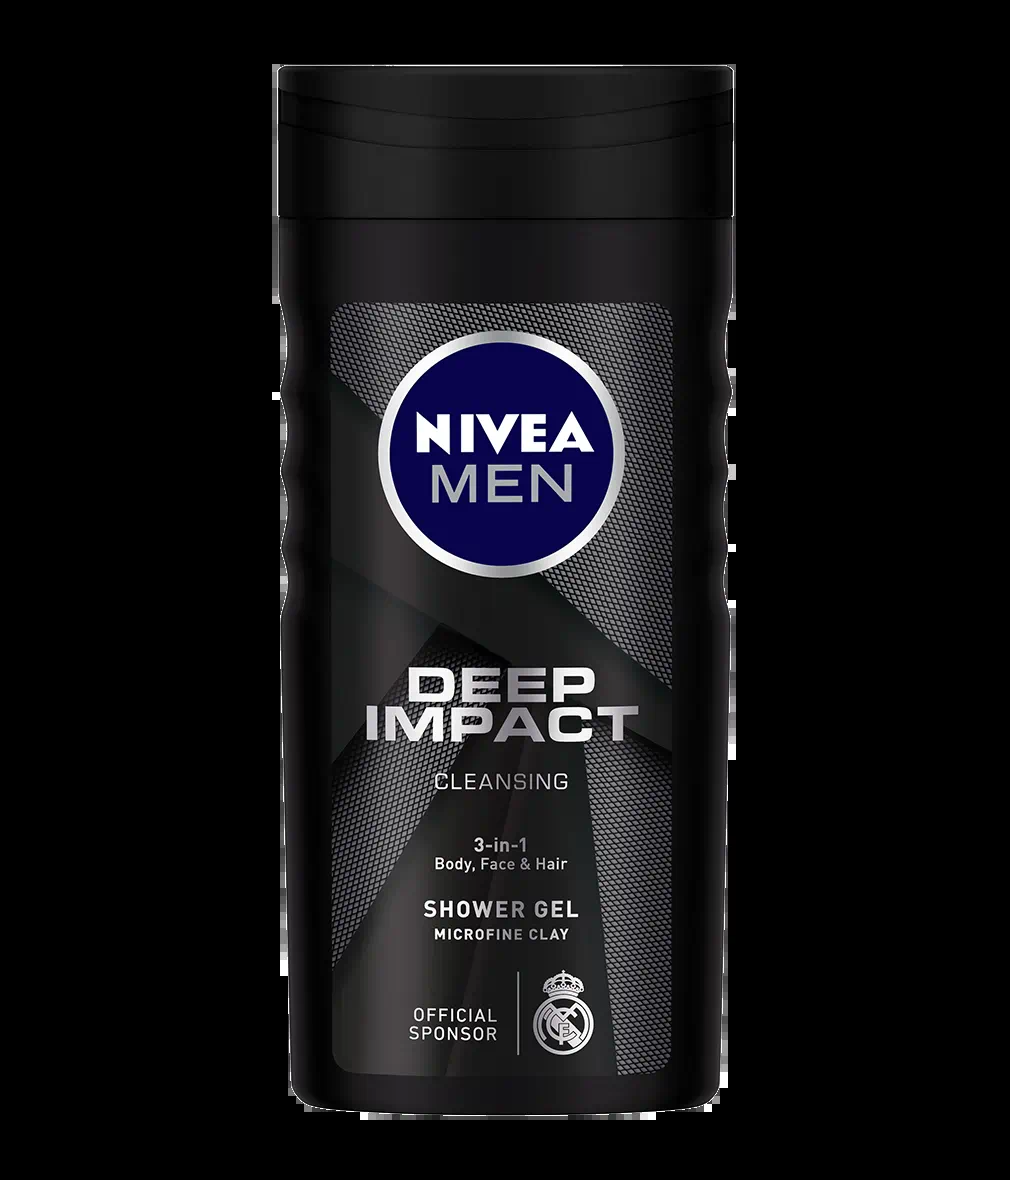 NIVEA
MEN
DEEP
IMPACT
CLEANSING
3-in-1
Body, Face & Hair
SHOWER GEL
MICROFINE CLAY
OFFICIAL
SPONSOR